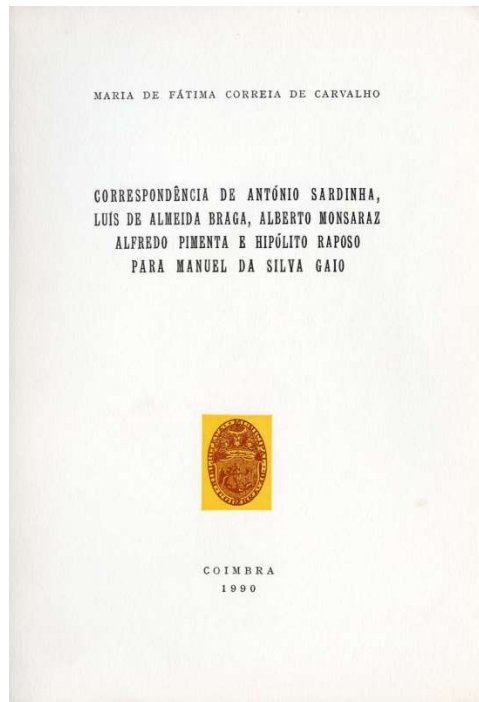 MARIA DE FÁTIMA CORREIA DE CARVALHO
CORRESPONDÊNCIA DE ANTÓNIO SARDINHA,
LUÍS DE ALMEIDA BRAGA, ALBERTO MONSARAZ
ALFREDO PIMENTA E HIPÓLITO RAPOSO
PARA MANUEL DA SILVA GAIO
COIMBRA
1990